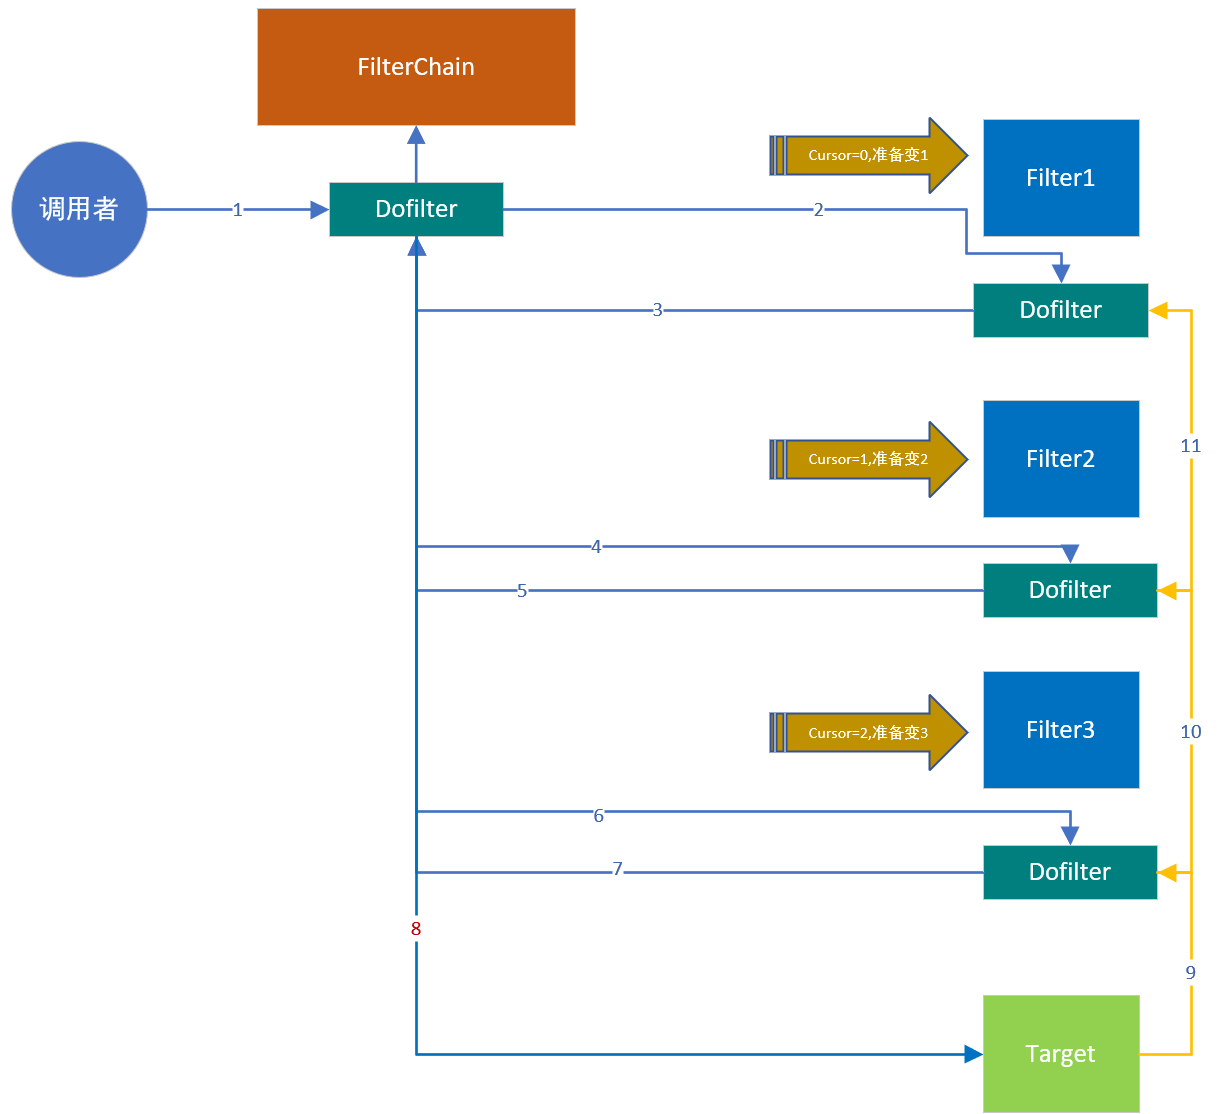 FilterChain
Cursor=0,准备变1
Filter1
调用者
1
Dofilter
2
3
Dofilter
Cursor=1,准备变2
Filter2
11
4
5
Dofilter
Cursor=2,准备变3
Filter3
10
6
7
Dofilter
8
9
Target